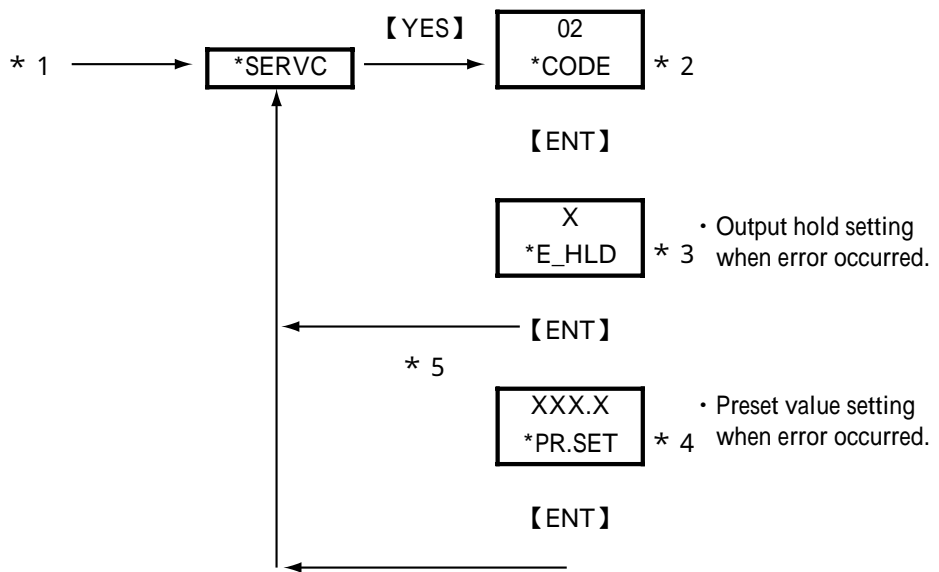 【YES】
02
* 1
*SERVC
*CODE
* 2
【ENT】
X
*E_HLD
* 3
・Output hold setting
when error occurred.
【ENT】
* 5
XXX.X
*PR.SET
* 4
・Preset value setting
when error occurred.
【ENT】